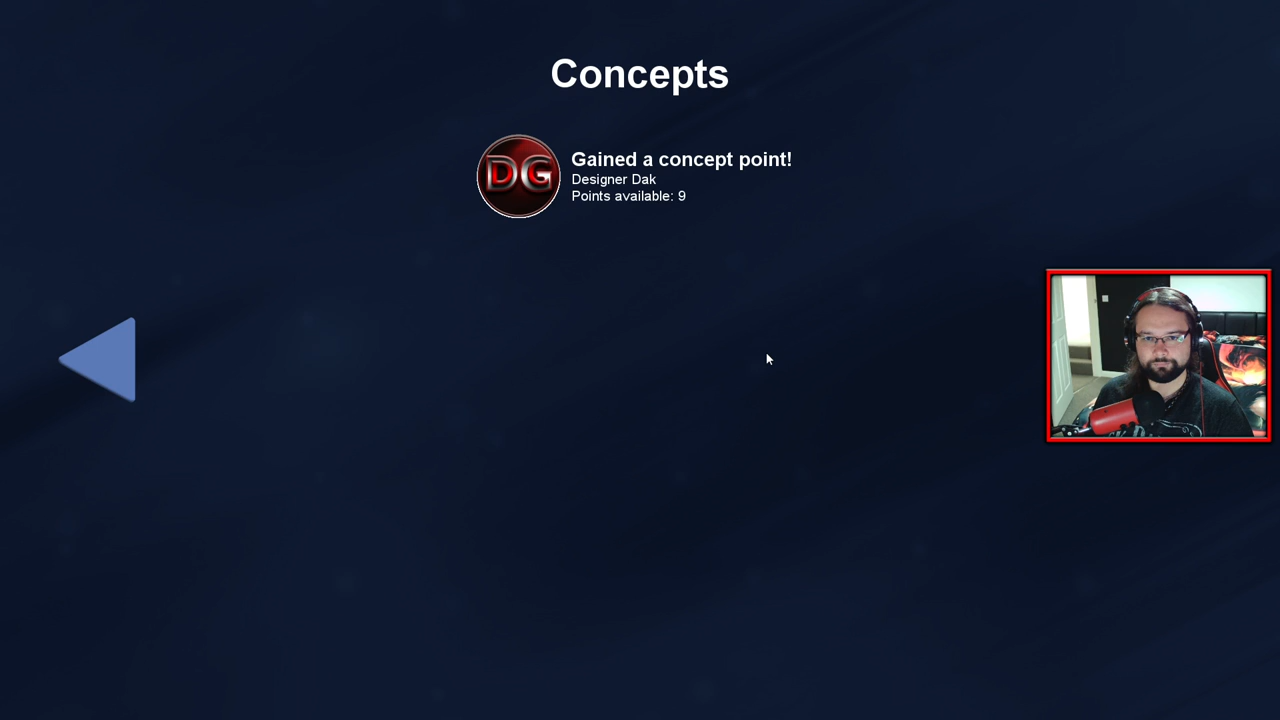 Concepts
DG
Gained a concept point!
Designer Dak
Points available: 9